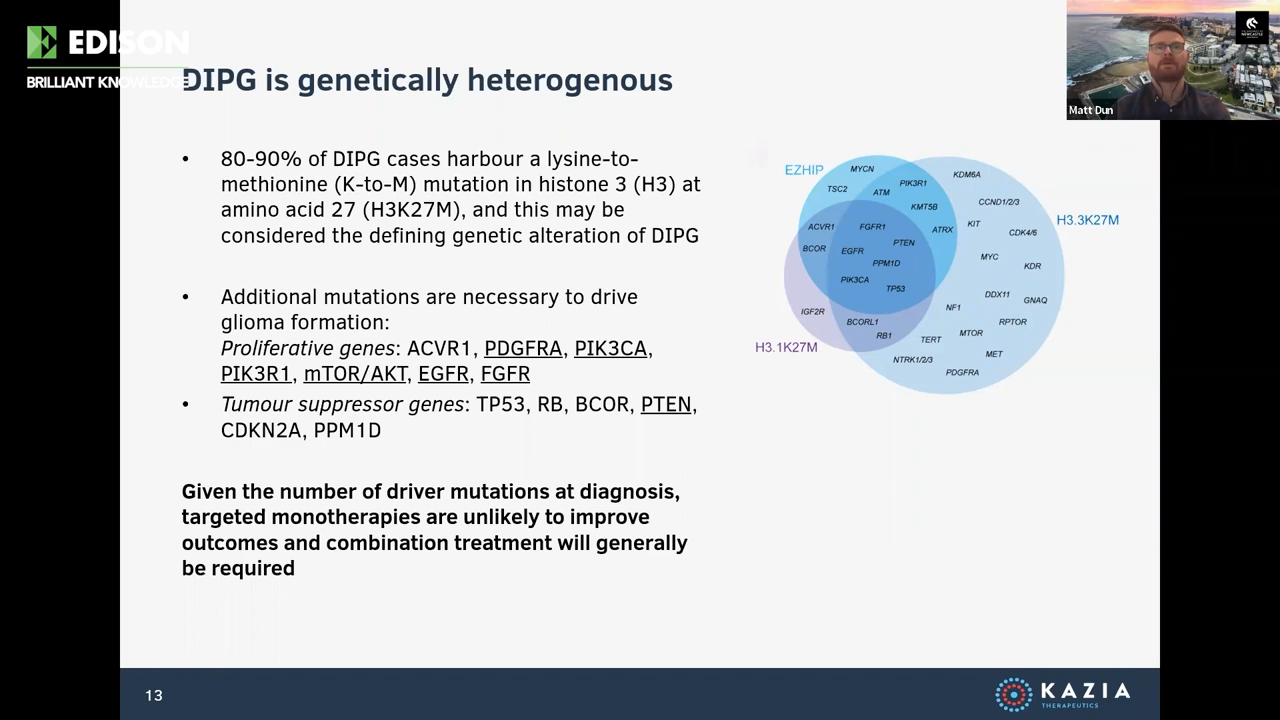 EDISON
BRILLIANT KNOWLEDGE
DIPG is genetically heterogenous
Matt Dun
• 80-90% of DIPG cases harbour a lysine-to-
methionine (K-to-M) mutation in histone 3 (H3) at
amino acid 27 (H3K27M), and this may be
considered the defining genetic alteration of DIPG
• Additional mutations are necessary to drive
glioma formation:
Proliferative genes: ACVR1, PDGFRA, PIK3CA,
PIK3R1, mTOR/AKT, EGFR, FGFR
• Tumour suppressor genes: TP53, RB, BCOR, PTEN,
CDKN2A, PPM1D
Given the number of driver mutations at diagnosis,
targeted monotherapies are unlikely to improve
outcomes and combination treatment will generally
be required
EZHIP
MYCN
TSC2
ATM
PIK3R1
KMT5B
KDM6A
CCND1/2/3
H3.3K27M
ACVR1
FGFR1
ATRX
KIT
CDK4/6
BCOR
EGFR
PTEN
MYC
PPM1D
KDR
PIK3CA
TP53
DDX11
GNAQ
IGF2R
NF1
BCORL1
RPTOR
RB1
TERT
MTOR
H3.1K27M
NTRK1/2/3
MET
PDGFRA
13
KAZIA
THERAPEUTICS